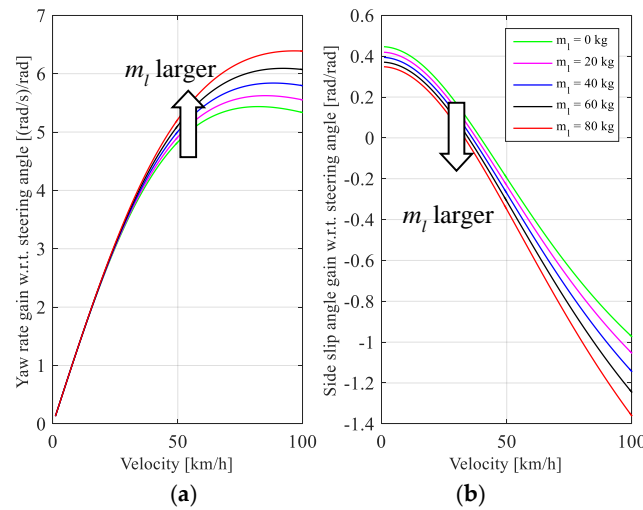 Yaw rate gain w.r.t. steering angle [(rad/s)/rad]
7
6
5
4
3
2
1
0
m_l larger
0
50
100
Velocity [km/h]
(a)
Side slip angle gain w.r.t. steering angle [rad/rad]
0.6
0.4
0.2
0
-0.2
-0.4
-0.6
-0.8
-1
-1.2
-1.4
m_l = 0 kg
m_l = 20 kg
m_l = 40 kg
m_l = 60 kg
m_l = 80 kg
m_l larger
0
50
100
Velocity [km/h]
(b)